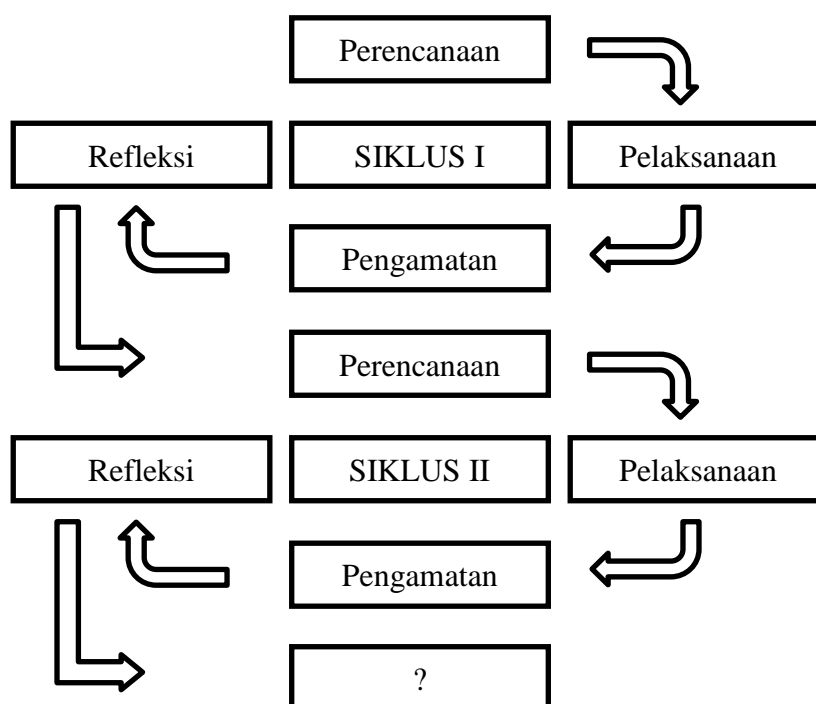 Perencanaan
Refleksi
SIKLUS I
Pelaksanaan
Pengamatan
Perencanaan
Refleksi
SIKLUS II
Pelaksanaan
Pengamatan
?